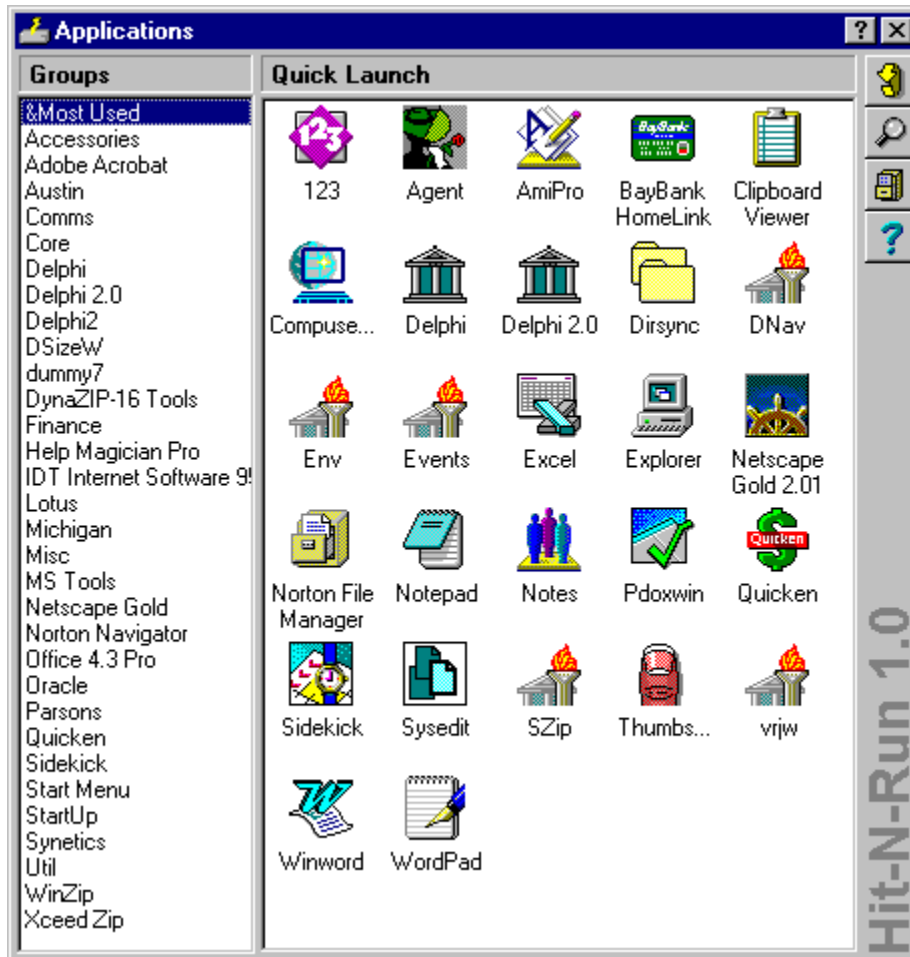 Applications
Groups
Quick Launch
&Most Used
Accessories
Adobe Acrobat
Austin
Comms
Core
Delphi
Delphi 2.0
Delphi2
DSizeW
dummy7
DynaZIP-16 Tools
Finance
Help Magician Pro
IDT Internet Software 9
Lotus
Michigan
Misc
MS Tools
Netscape Gold
Norton Navigator
Office 4.3 Pro
Oracle
Parsons
Quicken
Sidekick
Start Menu
StartUp
Synetics
Util
WinZip
Xceed Zip
123
123 Agent AmiPro BayBank Clipboard
HomeLink Viewer
BayBank
Compuse... Delphi Delphi 2.0 Dirsync DNav
Env Events Excel Explorer Netscape
Gold 2.01
Quicken
Norton File Notepad Notes Pdoxwin Quicken
Manager
Sidekick Sysedit SZip Thumbs... vrjw
Winword WordPad
Hit-N-Run 1.0